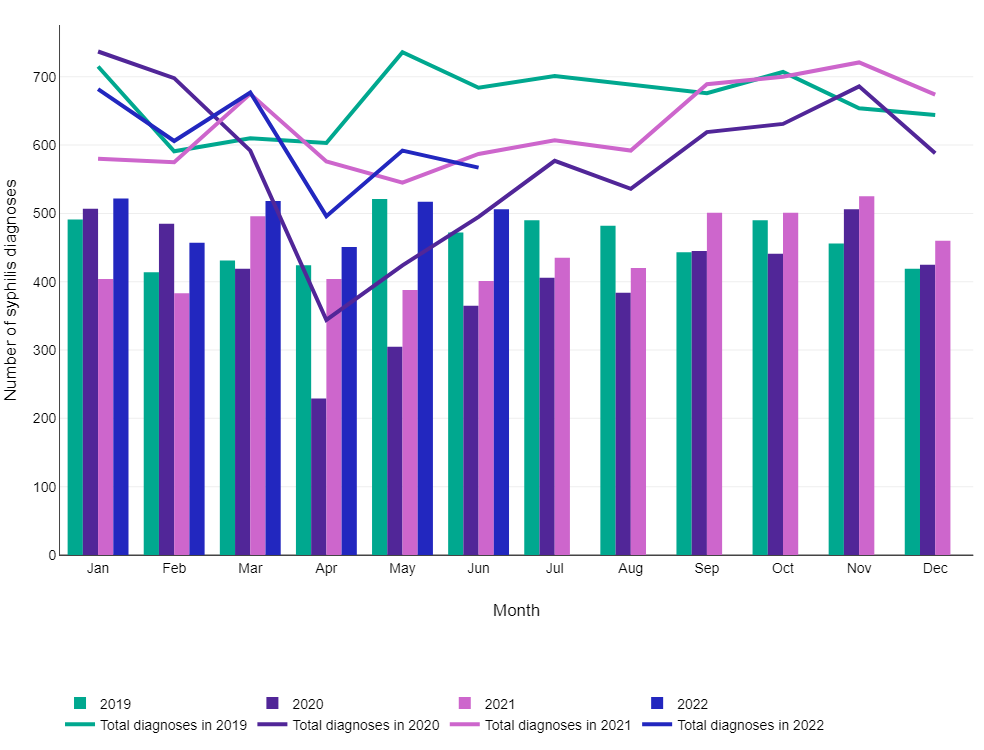 Number of syphilis diagnoses
700
600
500
400
300
200
100
0
Jan Feb Mar Apr May Jun Jul Aug Sep Oct Nov Dec
Month
2019 2020 2021 2022
Total diagnoses in 2019 Total diagnoses in 2020 Total diagnoses in 2021 Total diagnoses in 2022